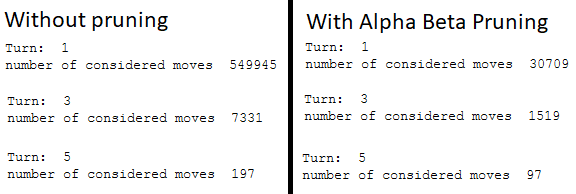 Without pruning
Turn:  1
number of considered moves  549945
Turn:  3
number of considered moves  7331
Turn:  5
number of considered moves  197
With Alpha Beta Pruning
Turn:  1
number of considered moves  30709
Turn:  3
number of considered moves  1519
Turn:  5
number of considered moves  97